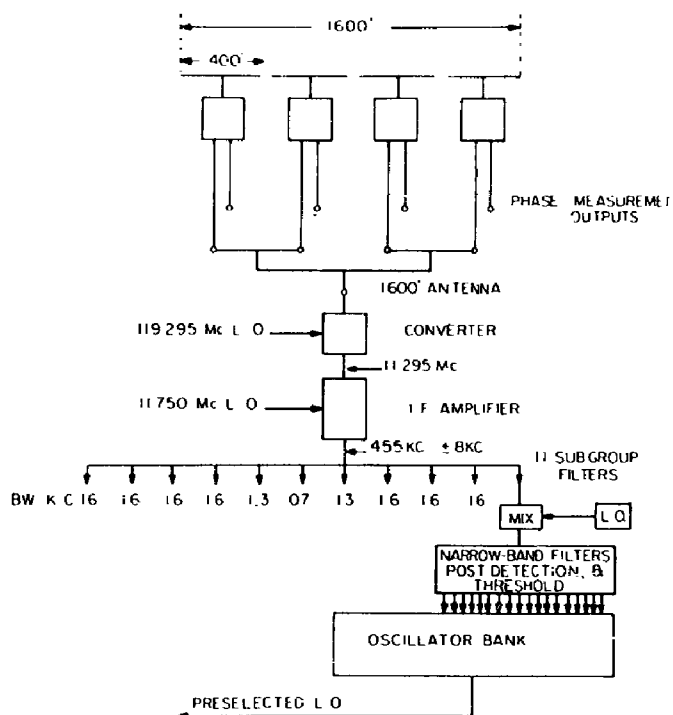 1600'
400'
PHASE MEASUREMEN
OUTPUTS
1600' ANTENNA
119.295 Mc L O
CONVERTER
11.295 Mc
11.750 Mc L O
I F AMPLIFIER
455 KC ± 8KC
11 SUBGROUP
FILTERS
BW K C 1.6 1.6 1.6 1.6 1.3 0.7 1.3 1.6 1.6 1.6
MIX
L O.
NARROW-BAND FILTERS
POST DETECTION, &
THRESHOLD
OSCILLATOR BANK
PRESELECTED L O